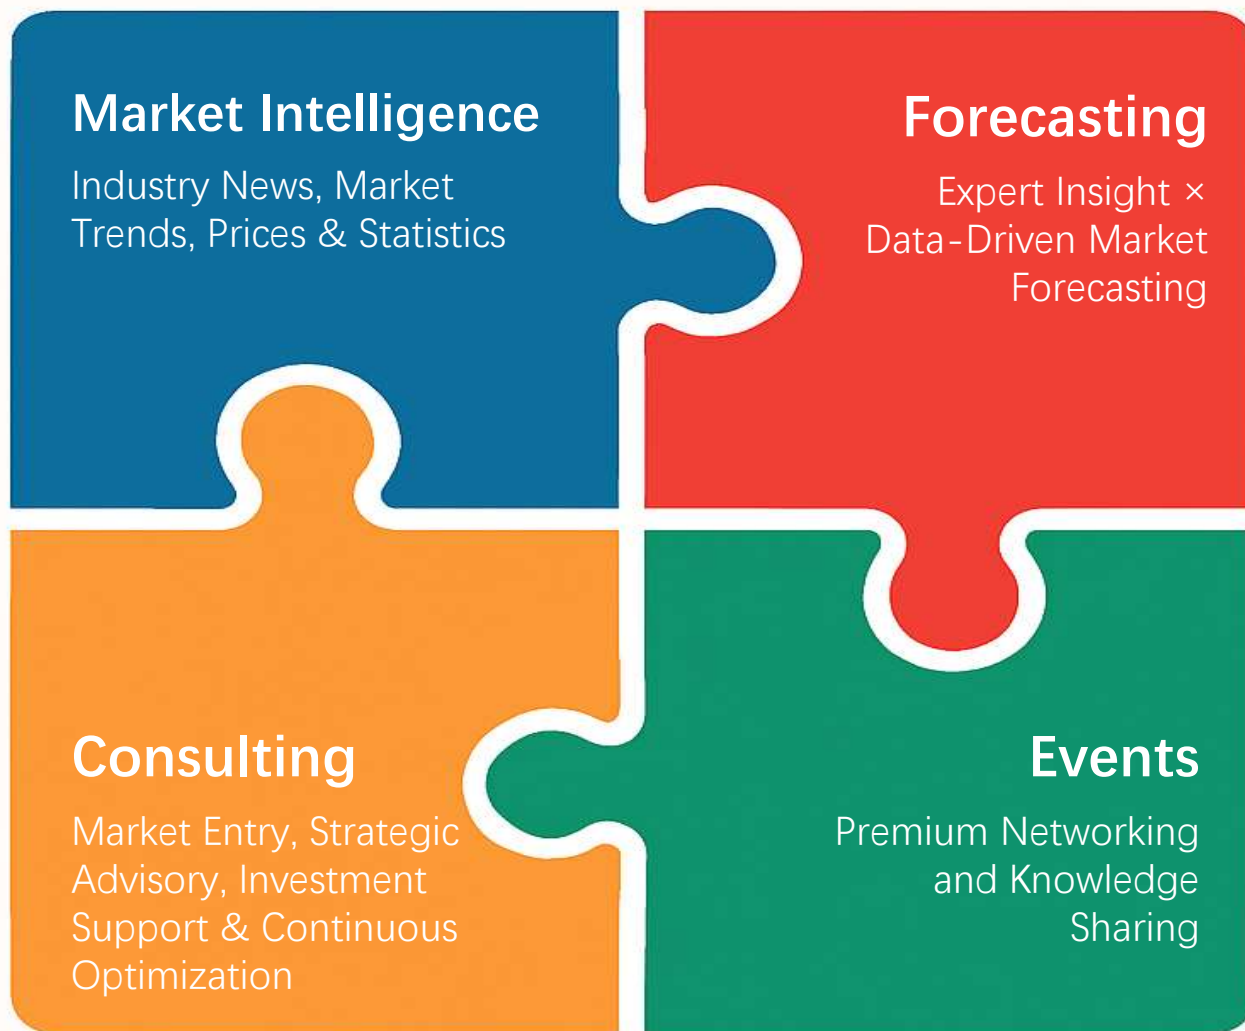 Market Intelligence
Industry News, Market
Trends, Prices & Statistics
Forecasting
Expert Insight ×
Data-Driven Market
Forecasting
Consulting
Market Entry, Strategic
Advisory, Investment
Support & Continuous
Optimization
Events
Premium Networking
and Knowledge
Sharing